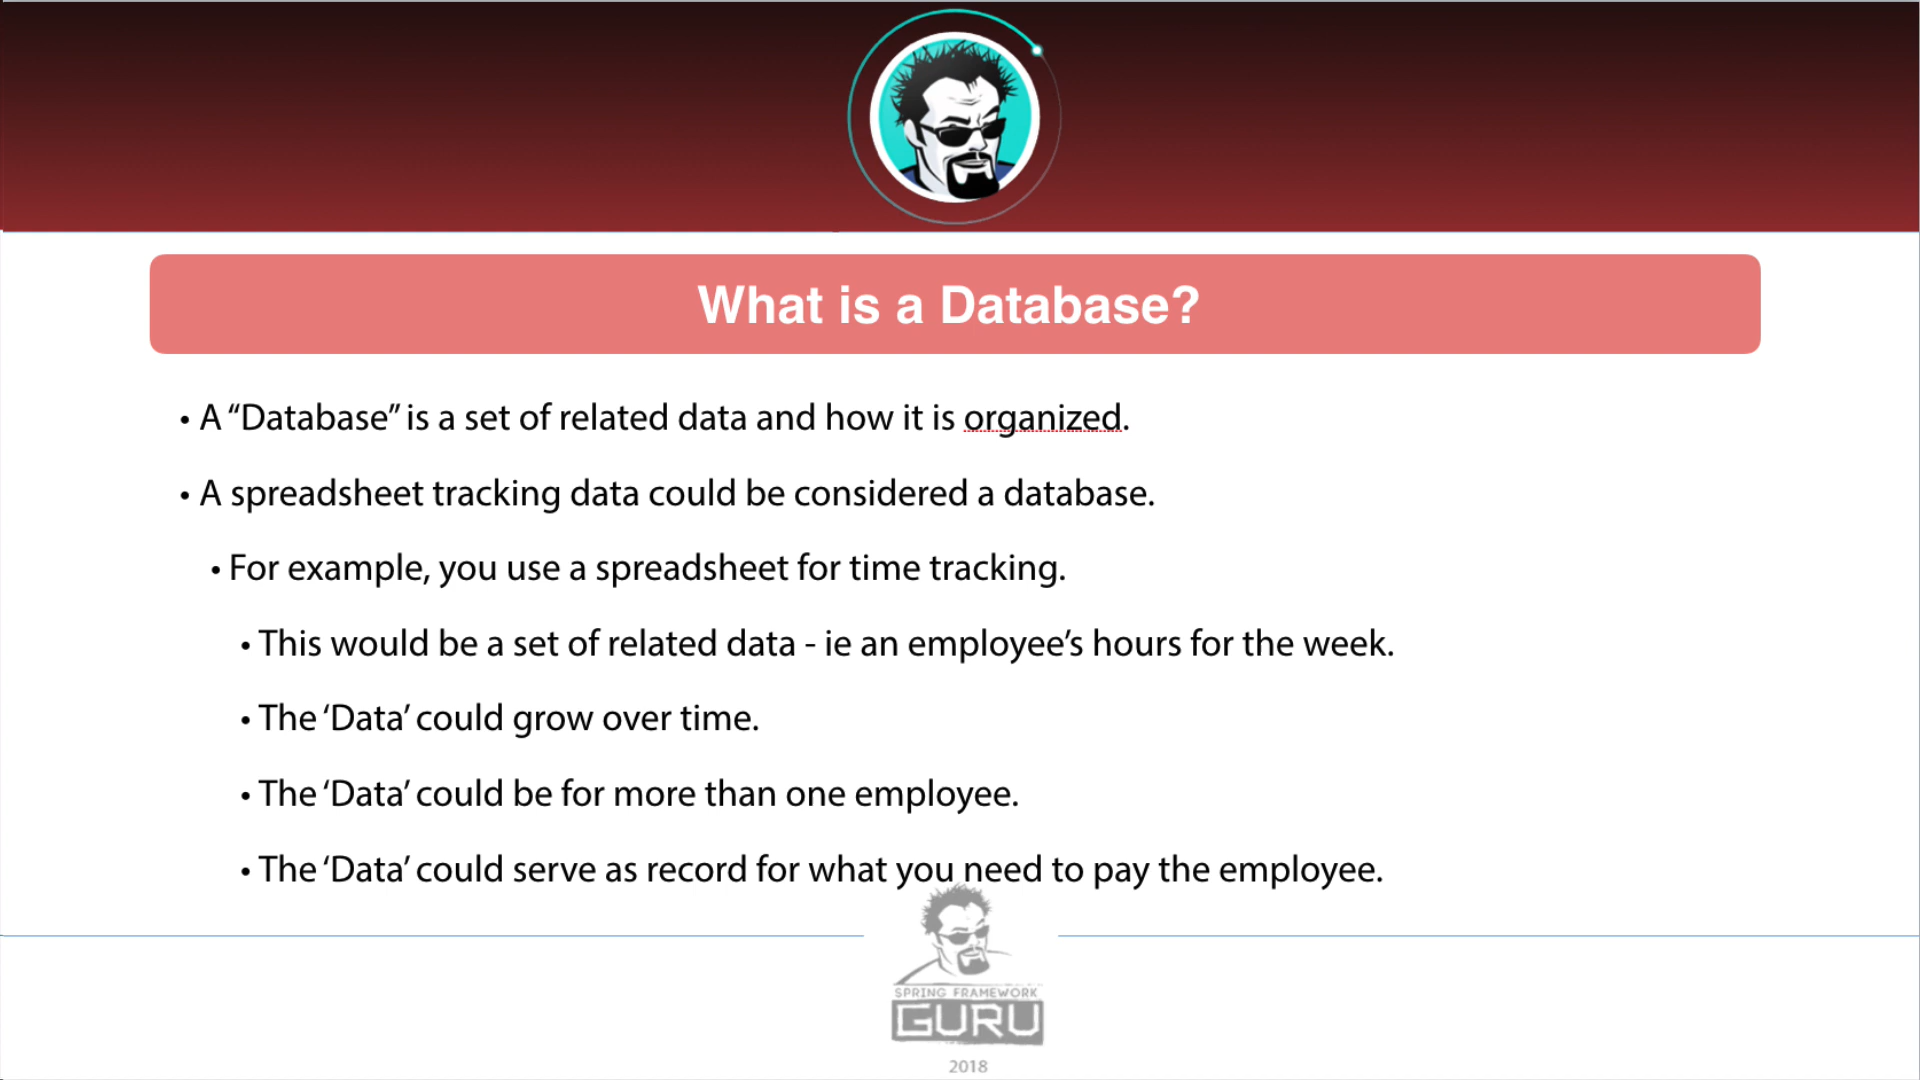 What is a Database?
• A “Database” is a set of related data and how it is organized.
• A spreadsheet tracking data could be considered a database.
• For example, you use a spreadsheet for time tracking.
• This would be a set of related data - ie an employee’s hours for the week.
• The ‘Data’ could grow over time.
• The ‘Data’ could be for more than one employee.
• The ‘Data’ could serve as record for what you need to pay the employee.
SPRING FRAMEWORK
GURU
2018